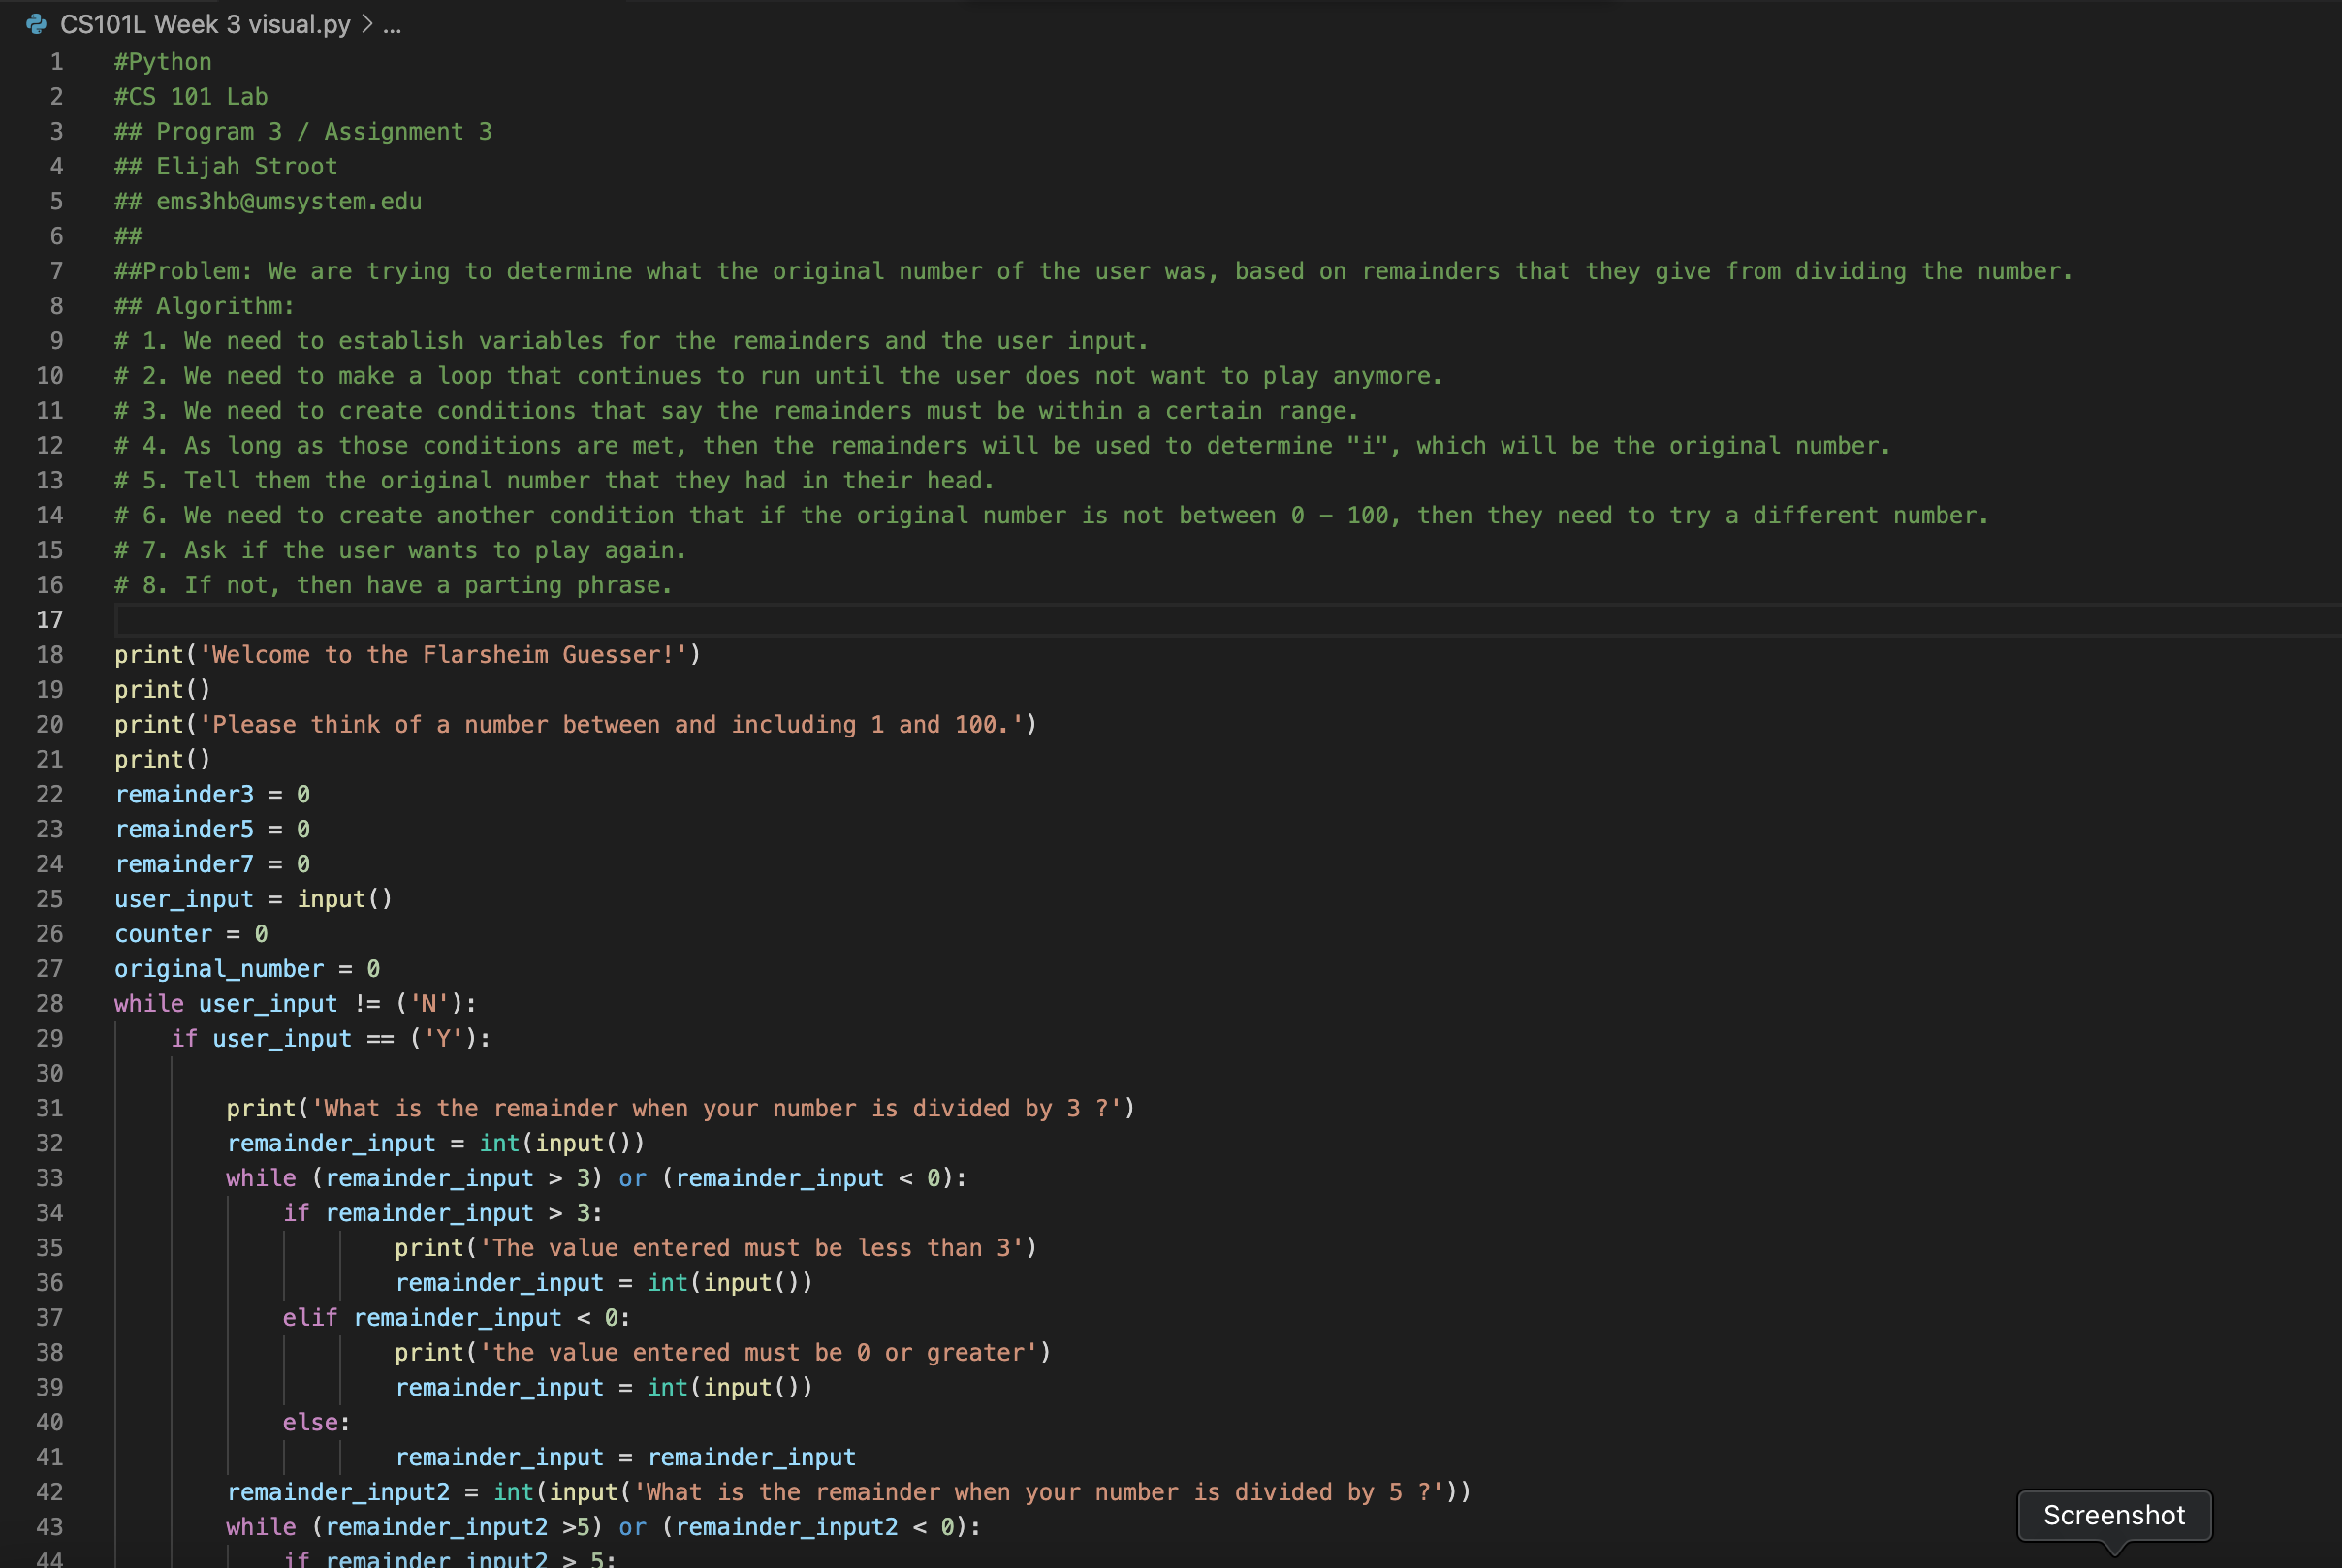 CS101L Week 3 visual.py > ...
1 #Python
2 #CS 101 Lab
3 ## Program 3 / Assignment 3
4 ## Elijah Stroot
5 ## ems3hb@umsystem.edu
6 ##
7 ##Problem: We are trying to determine what the original number of the user was, based on remainders that they give from dividing the number.
8 ## Algorithm:
9 # 1. We need to establish variables for the remainders and the user input.
10 # 2. We need to make a loop that continues to run until the user does not want to play anymore.
11 # 3. We need to create conditions that say the remainders must be within a certain range.
12 # 4. As long as those conditions are met, then the remainders will be used to determine "i", which will be the original number.
13 # 5. Tell them the original number that they had in their head.
14 # 6. We need to create another condition that if the original number is not between 0 – 100, then they need to try a different number.
15 # 7. Ask if the user wants to play again.
16 # 8. If not, then have a parting phrase.
17
18 print('Welcome to the Flarsheim Guesser!')
19 print()
20 print('Please think of a number between and including 1 and 100.')
21 print()
22 remainder3 = 0
23 remainder5 = 0
24 remainder7 = 0
25 user_input = input()
26 counter = 0
27 original_number = 0
28 while user_input != ('N'):
29     if user_input == ('Y'):
30
31         print('What is the remainder when your number is divided by 3 ?')
32         remainder_input = int(input())
33         while (remainder_input > 3) or (remainder_input < 0):
34             if remainder_input > 3:
35                     print('The value entered must be less than 3')
36                     remainder_input = int(input())
37             elif remainder_input < 0:
38                     print('the value entered must be 0 or greater')
39                     remainder_input = int(input())
40             else:
41                     remainder_input = remainder_input
42         remainder_input2 = int(input('What is the remainder when your number is divided by 5 ?'))
43         while (remainder_input2 >5) or (remainder_input2 < 0):
44             if remainder_input2 > 5:
Screenshot